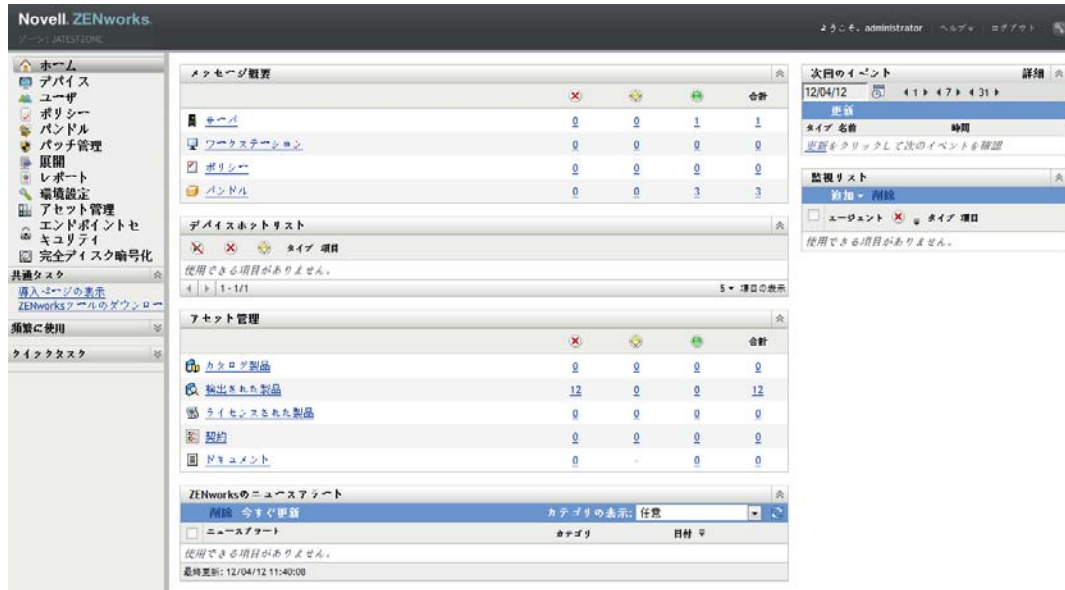 Novell. ZENworks.
ゾーン: JATESTZONE
ようこそ、administrator ヘルプ ログアウト
ホーム
デバイス
ユーザ
ポリシー
バンドル
パッチ管理
展開
レポート
環境設定
アセット管理
エンドポイントセ
キュリティ
完全ディスク暗号化
共通タスク
導入ページの表示
ZENworksツールのダウンロー
頻繁に使用
クイックタスク
メッセージ概要
合計
サーバ 0 0 1 1
ワークステーション 0 0 0 0
ポリシー 0 0 0 0
バンドル 0 0 3 3
デバイスホットリスト
タイプ 項目
使用できる項目がありません。
1 - 1/1 5 項目の表示
アセット管理
合計
カタログ製品 0 0 0 0
検出された製品 12 0 0 12
ライセンスされた製品 0 0 0 0
契約 0 0 0 0
ドキュメント 0 - 0 0
ZENworksのニュースアラート
削除 今すぐ更新 カテゴリの表示: 任意
ニュースアラート カテゴリ 日付
使用できる項目がありません。
最終更新: 12/04/12 11:40:08
次回のイベント 詳細
12/04/12 1 7 31
更新
タイプ 名前 時間
更新をクリックして次のイベントを確認
監視リスト
追加 削除
エージェント タイプ 項目
使用できる項目がありません。